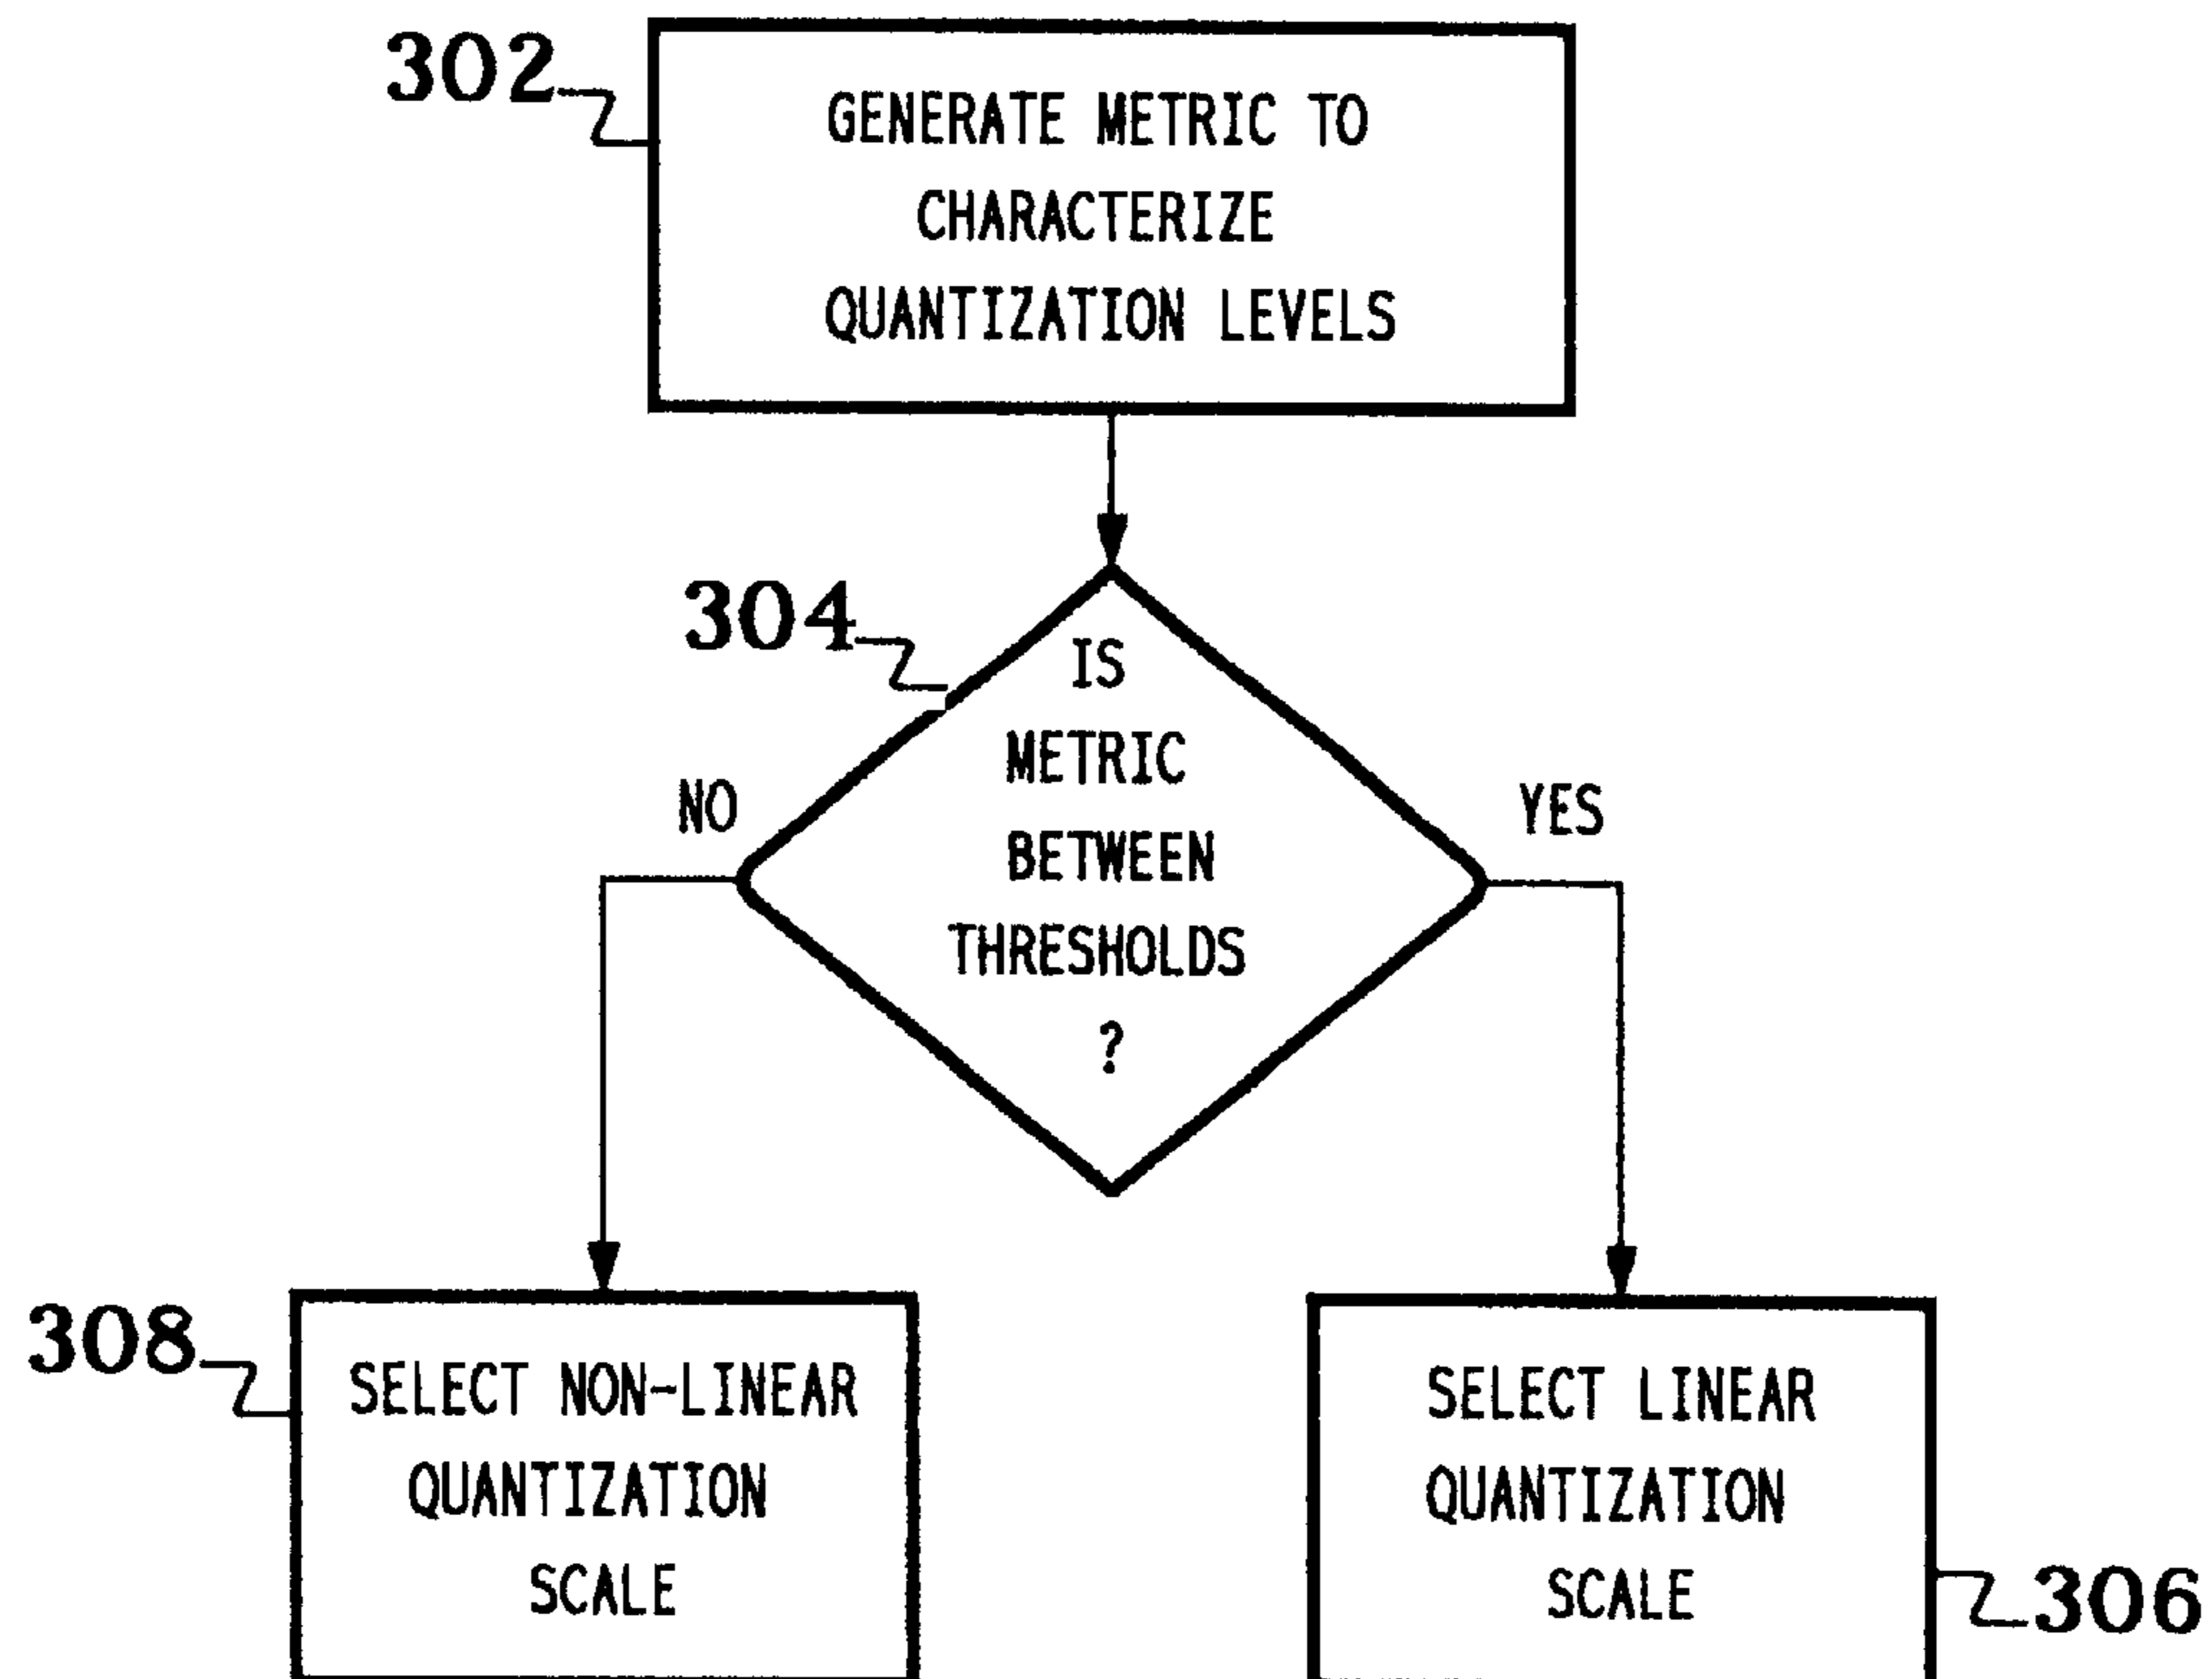 302
GENERATE METRIC TO
CHARACTERIZE
QUANTIZATION LEVELS
304
IS
METRIC
BETWEEN
THRESHOLDS
?
NO
YES
308
SELECT NON-LINEAR
QUANTIZATION
SCALE
SELECT LINEAR
QUANTIZATION
SCALE
306